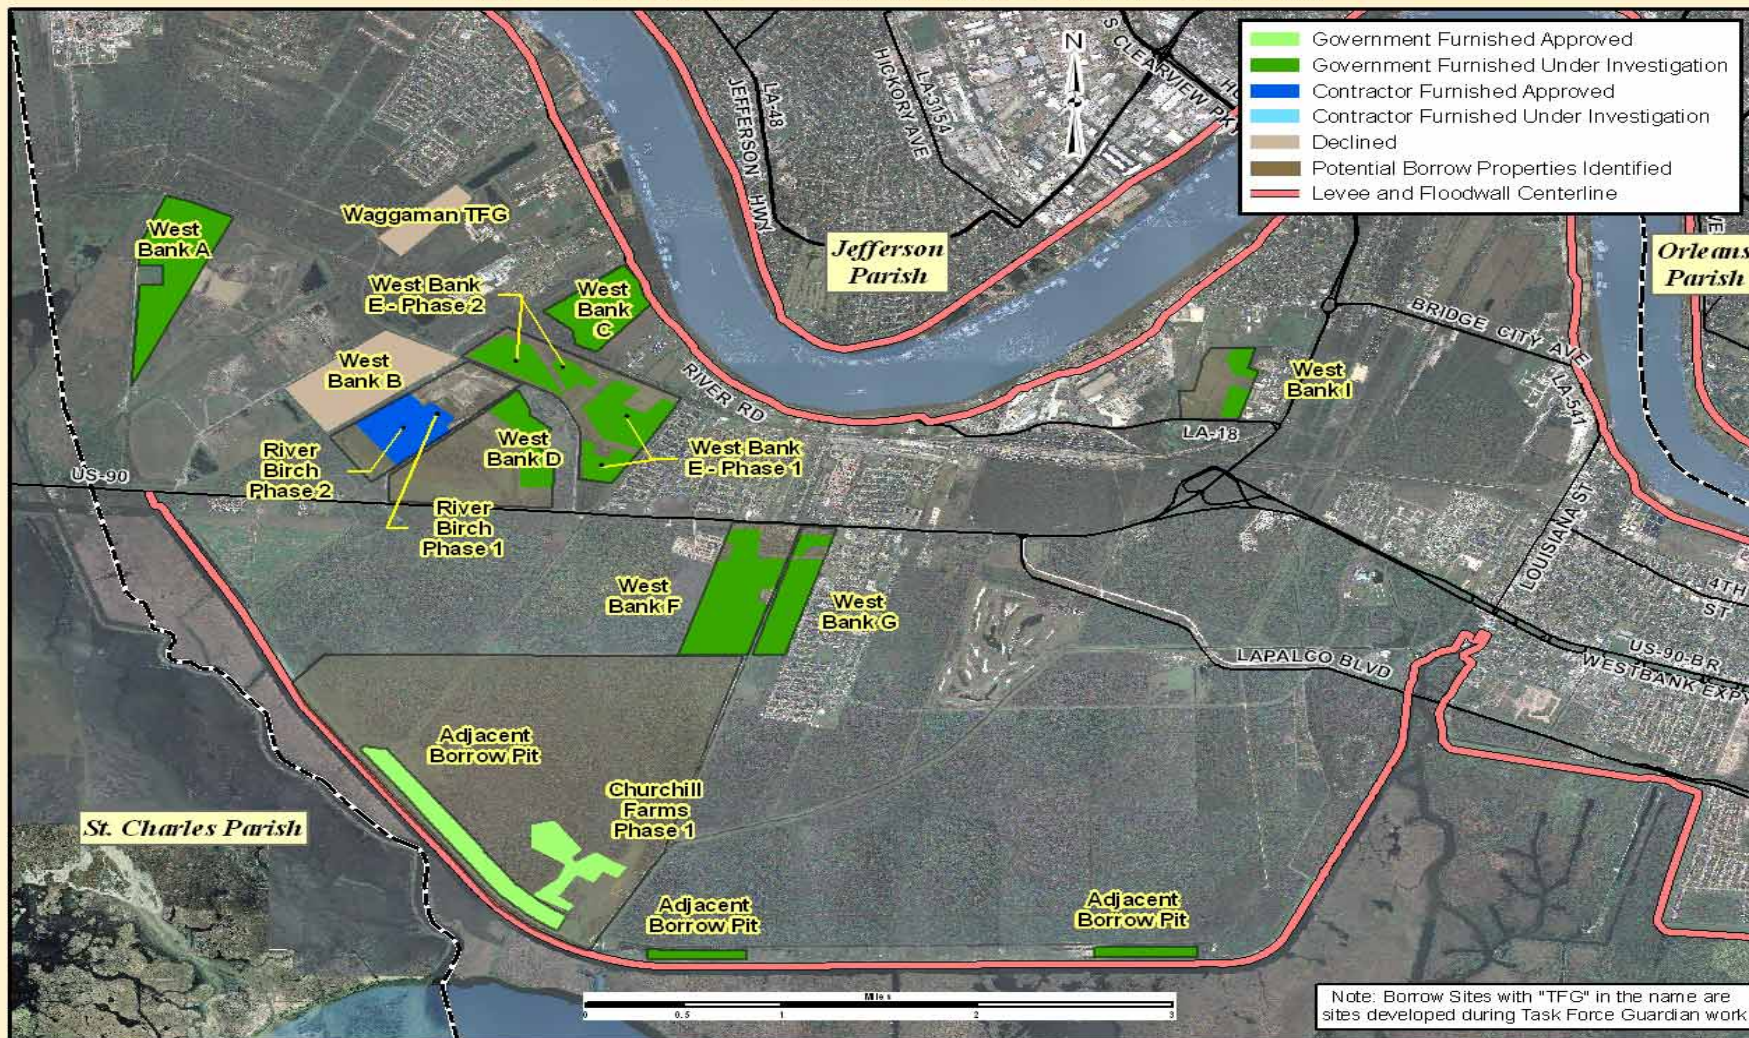 Government Furnished Approved
Government Furnished Under Investigation
Contractor Furnished Approved
Contractor Furnished Under Investigation
Declined
Potential Borrow Properties Identified
Levee and Floodwall Centerline
N
S CLEARVIEW PK
LA-3154
HICKORY AVE
LA-48
JEFFERSON HWY
Waggaman TFG
West
Bank A
Jefferson
Parish
Orleans
Parish
West Bank
E - Phase 2
West
Bank
C
BRIDGE CITY AVE
West
Bank B
RIVER RD
West
Bank I
LA-541
LA-18
West
Bank D
West Bank
E - Phase 1
River
Birch
Phase 2
US-90
River
Birch
Phase 1
LOUISIANA ST
4TH
ST
West
Bank F
West
Bank G
LAPALCO BLVD
US-90-BR
WESTBANK EXP
Adjacent
Borrow Pit
Churchill
Farms
Phase 1
St. Charles Parish
Adjacent
Borrow Pit
Adjacent
Borrow Pit
Miles
0 0.5 1 2 3
Note: Borrow Sites with "TFG" in the name are
sites developed during Task Force Guardian work